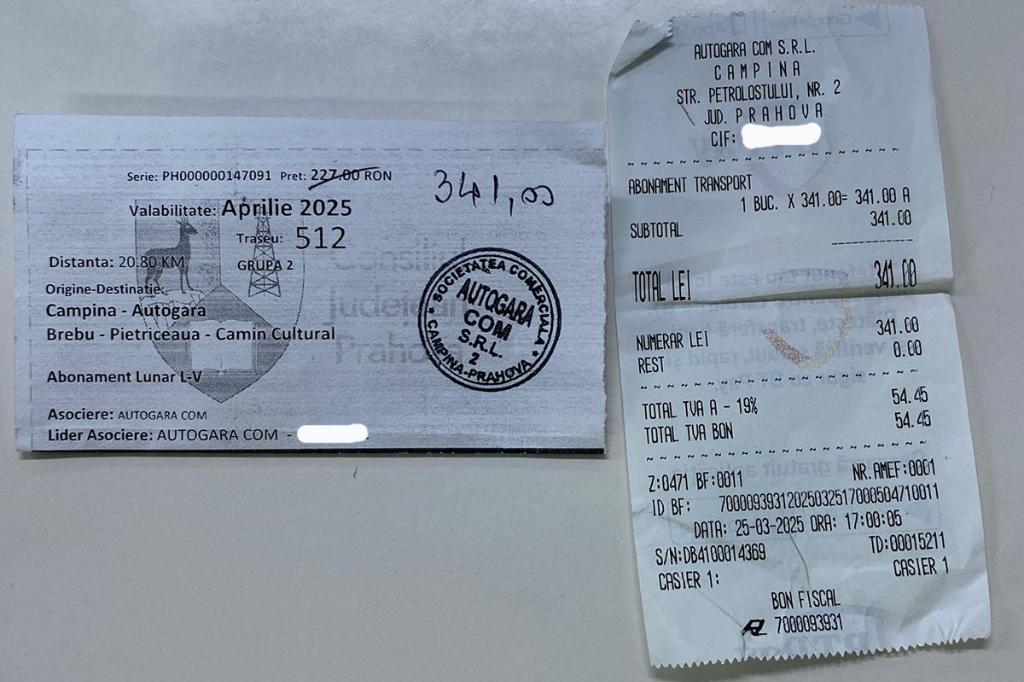 Serie: PH000000147091 Pret: 227.00 RON
341,00
Valabilitate: Aprilie 2025
Traseu: 512
Distanta: 20.80 KM
GRUPA 2
Origine-Destinatie:
Campina - Autogara
Brebu - Pietriceaua - Camin Cultural
Abonament Lunar L-V
Asociere: AUTOGARA COM
Lider Asociere: AUTOGARA COM -
Consiliul
Județean
Prahova
SOCIETATEA COMERCIALA
AUTOGARA
COM
S.R.L.
2
CAMPINA-PRAHOVA
AUTOGARA COM S.R.L.
CAMPINA
STR. PETROLOSTULUI, NR. 2
JUD. PRAHOVA
CIF:
ABONAMENT TRANSPORT
1 BUC. X 341.00= 341.00 A
SUBTOTAL 341.00
TOTAL LEI 341.00
NUMERAR LEI 341.00
REST 0.00
TOTAL TVA A - 19% 54.45
TOTAL TVA BON 54.45
Z:0471 BF:0011 NR.AMEF:0001
ID BF: 70000939312025032517000504710011
DATA: 25-03-2025 ORA: 17:00:05
S/N:DB4100014369 TD:00015211
CASIER 1: CASIER 1
BON FISCAL
7000093931